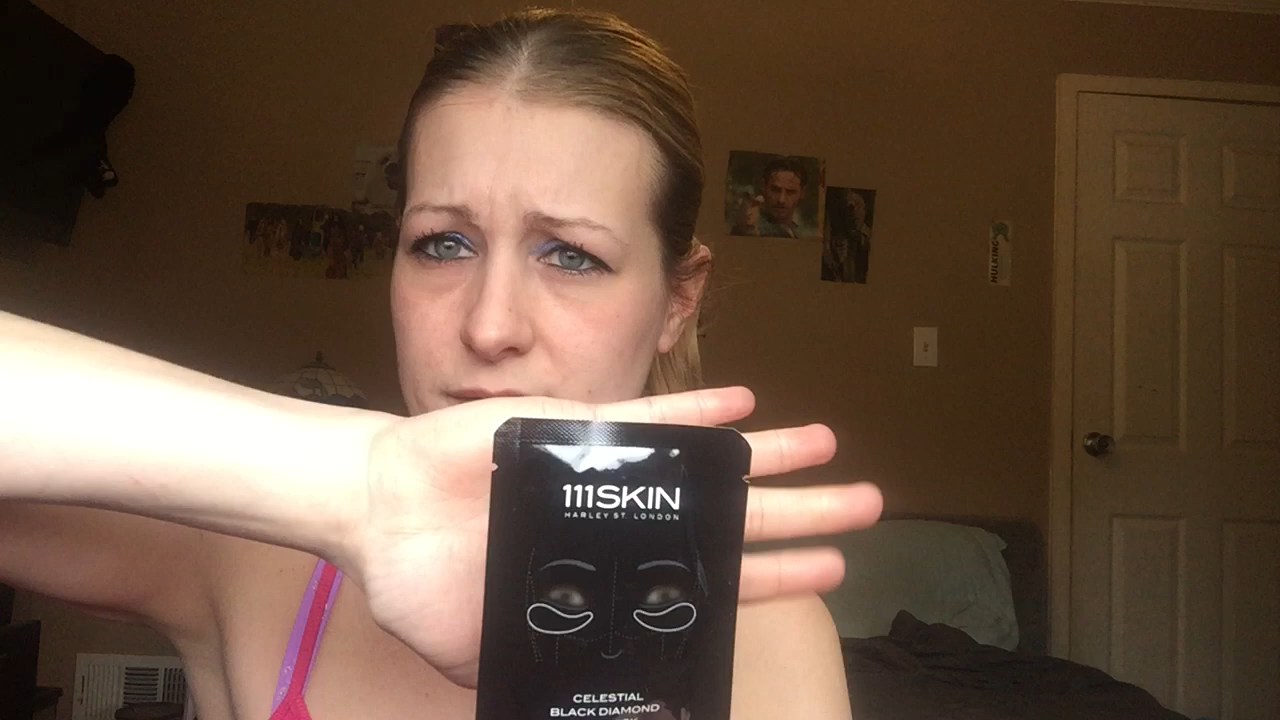 HULKING
111SKIN
HARLEY ST. LONDON
CELESTIAL
BLACK DIAMOND